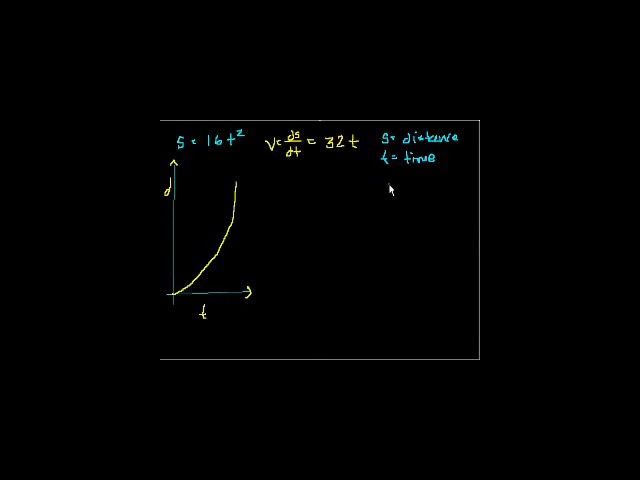 s = 16t² v = ds/dt = 32t s = distance
t = time
d
t